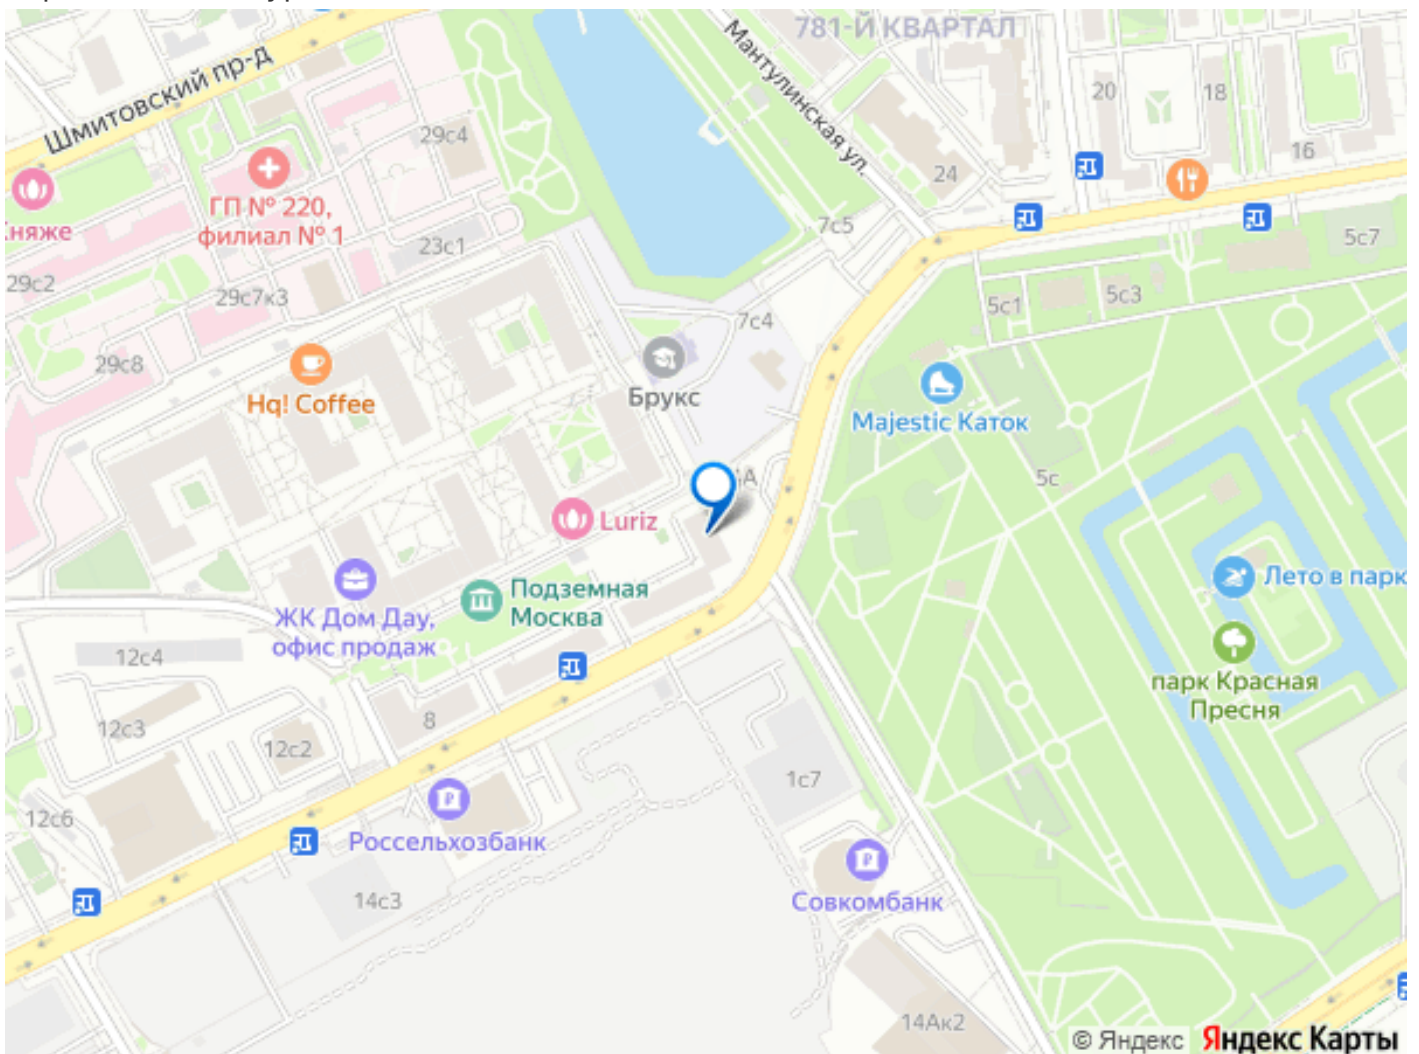 781-Й КВАРТАЛ
Шмитовский пр-д
Мантулинская ул.
20
18
16
29с4
24
ГП № 220,
филиал № 1
няже
7с5
5с7
23с1
29с2
29с7к3
5с1
5с3
7с4
29с8
Hq! Coffee
Брукс
Majestic Каток
5с
А
Luriz
Подземная
Москва
Лето в парк
ЖК Дом Дау,
офис продаж
12с4
парк Красная
Пресня
8
12с3
12с2
1с7
12с6
Россельхозбанк
14с3
Совкомбанк
14Ак2
© Яндекс Яндекс Карты